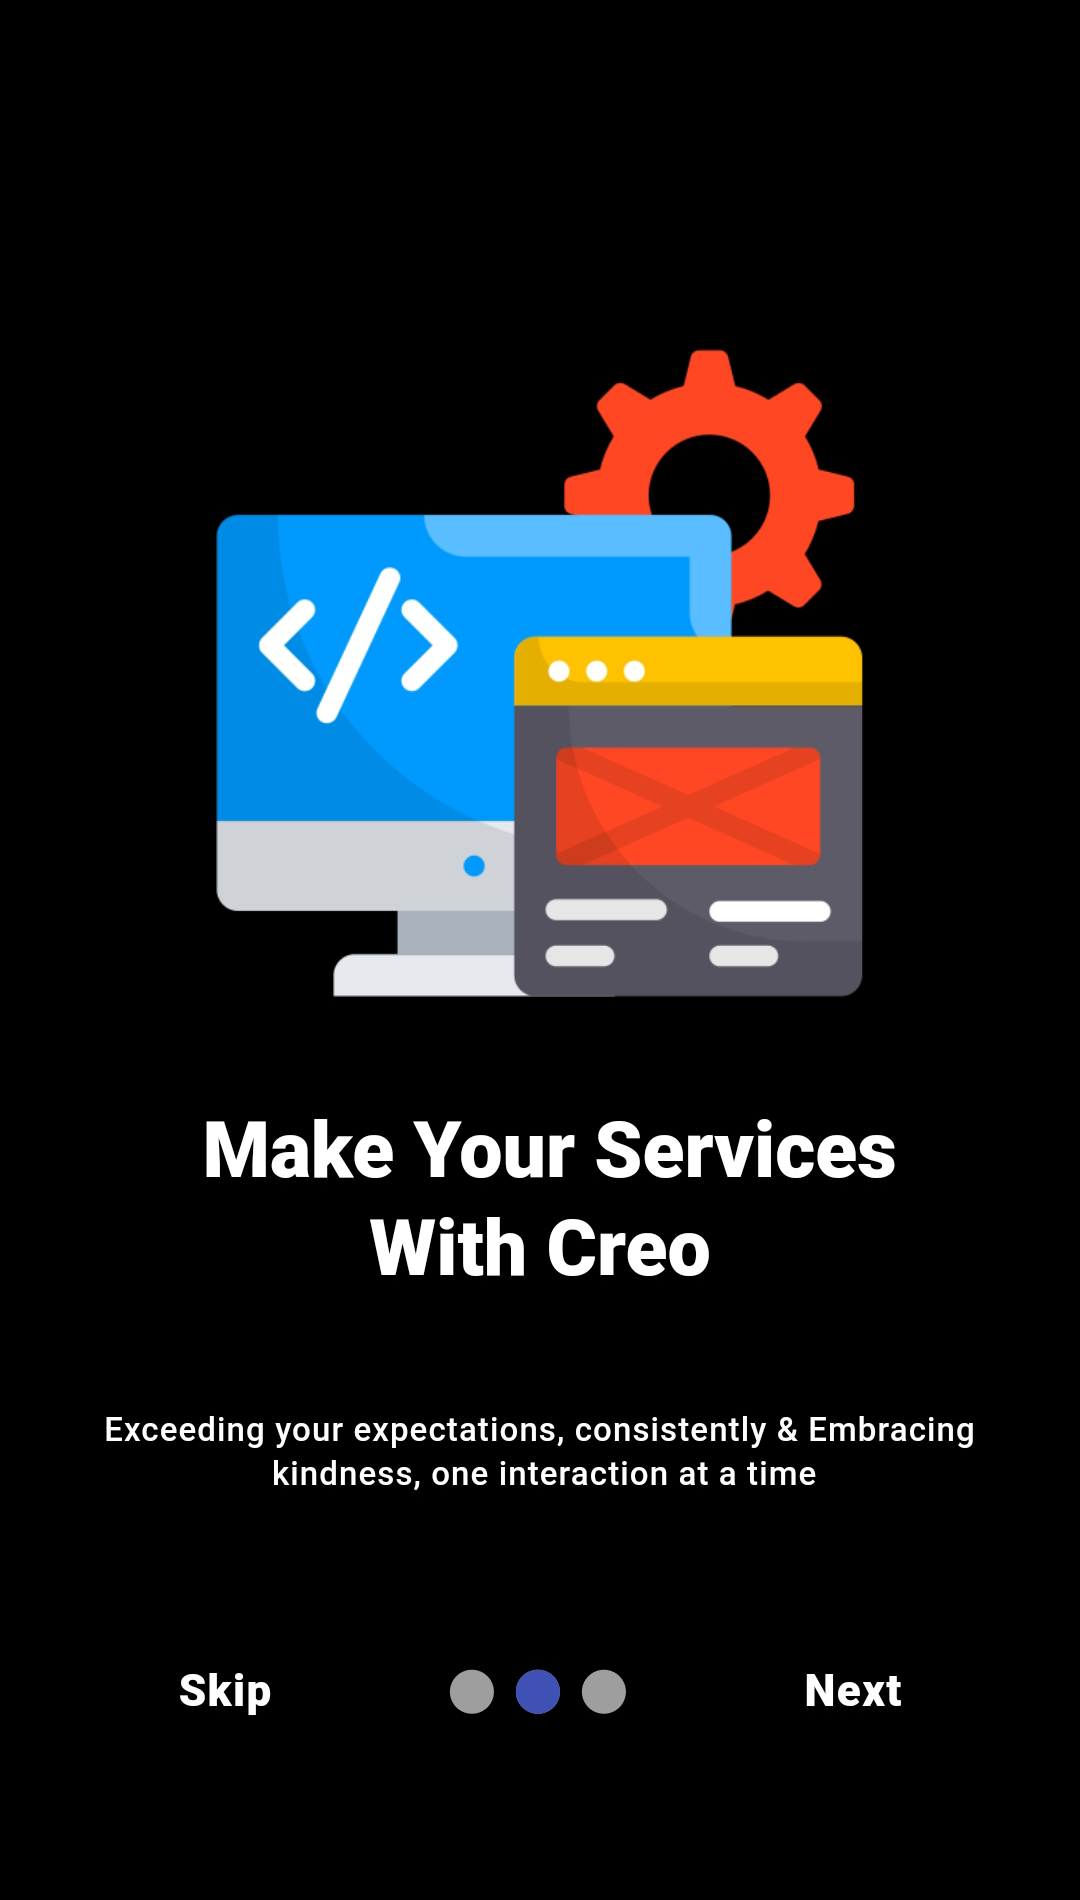 </>
Make Your Services
With Creo
Exceeding your expectations, consistently & Embracing
kindness, one interaction at a time
Skip
Next